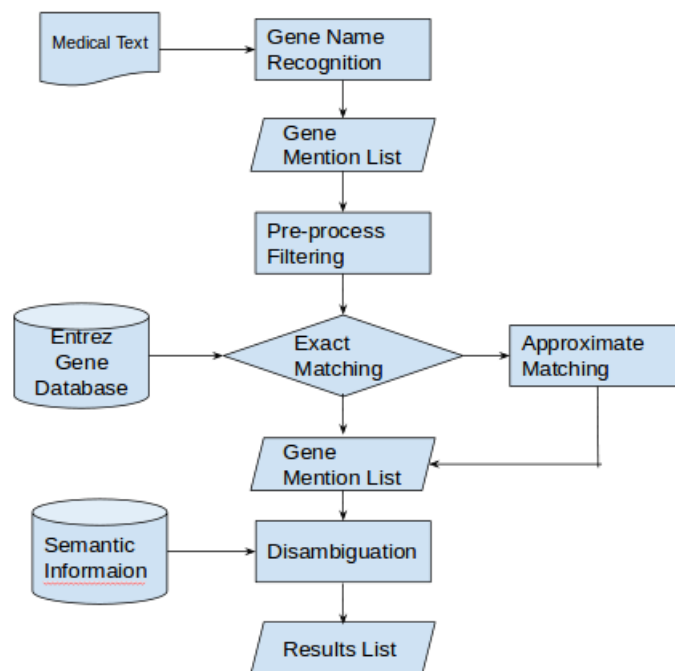 Medical Text
Gene Name
Recognition
Gene
Mention List
Pre-process
Filtering
Entrez
Gene
Database
Exact
Matching
Approximate
Matching
Gene
Mention List
Semantic
Informaion
Disambiguation
Results List